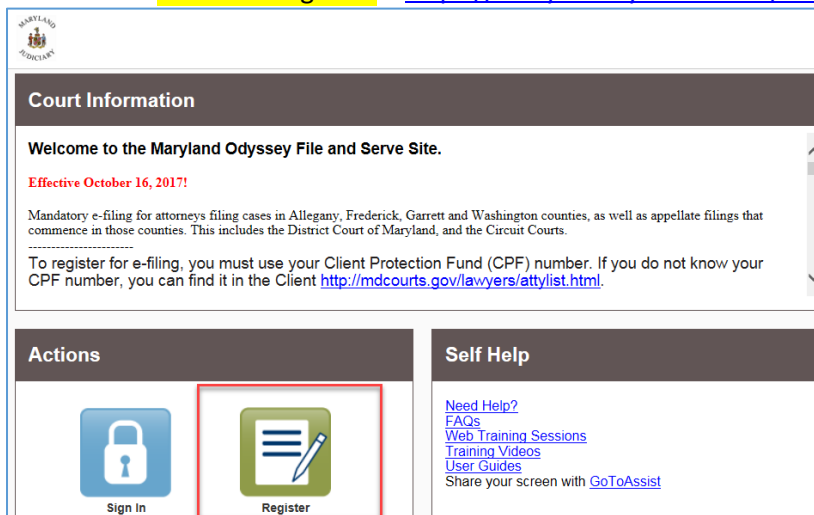 MARYLAND
JUDICIARY
Court Information
Welcome to the Maryland Odyssey File and Serve Site.
Effective October 16, 2017!
Mandatory e-filing for attorneys filing cases in Allegany, Frederick, Garrett and Washington counties, as well as appellate filings that
commence in those counties. This includes the District Court of Maryland, and the Circuit Courts.
-----------------------
To register for e-filing, you must use your Client Protection Fund (CPF) number. If you do not know your
CPF number, you can find it in the Client http://mdcourts.gov/lawyers/attylist.html.
Actions
Sign In
Register
Self Help
Need Help?
FAQs
Web Training Sessions
Training Videos
User Guides
Share your screen with GoToAssist